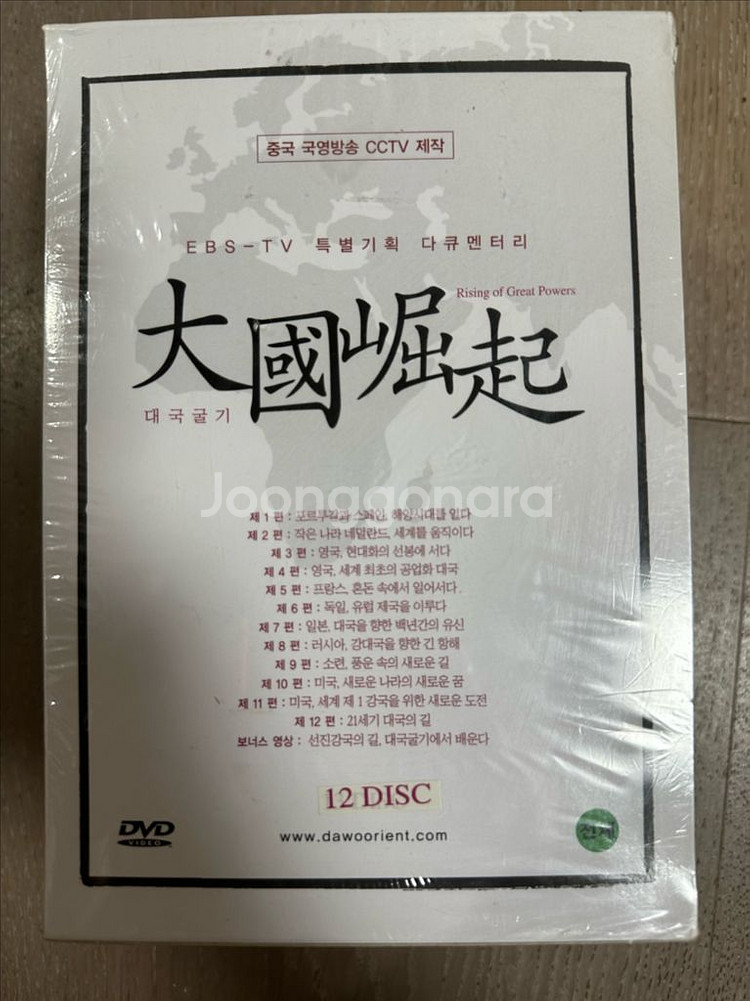 중국 국영방송 CCTV 제작
EBS-TV 특별기획 다큐멘터리
Rising of Great Powers
大國崛起
대국굴기
Joonggonara
제 1 편 : 포르투갈과 스페인, 해양시대를 열다
제 2 편 : 작은 나라 네덜란드, 세계를 움직이다
제 3 편 : 영국, 현대화의 선봉에 서다
제 4 편 : 영국, 세계 최초의 공업화 대국
제 5 편 : 프랑스, 혼돈 속에서 일어서다
제 6 편 : 독일, 유럽 제국을 이루다
제 7 편 : 일본, 대국을 향한 백년간의 유신
제 8 편 : 러시아, 강대국을 향한 긴 항해
제 9 편 : 소련, 풍운 속의 새로운 길
제 10 편 : 미국, 새로운 나라의 새로운 꿈
제 11 편 : 미국, 세계 제 1 강국을 위한 새로운 도전
제 12 편 : 21세기 대국의 길
보너스 영상 : 선진강국의 길, 대국굴기에서 배운다
12 DISC
DVD
VIDEO
www.dawoorient.com
전체